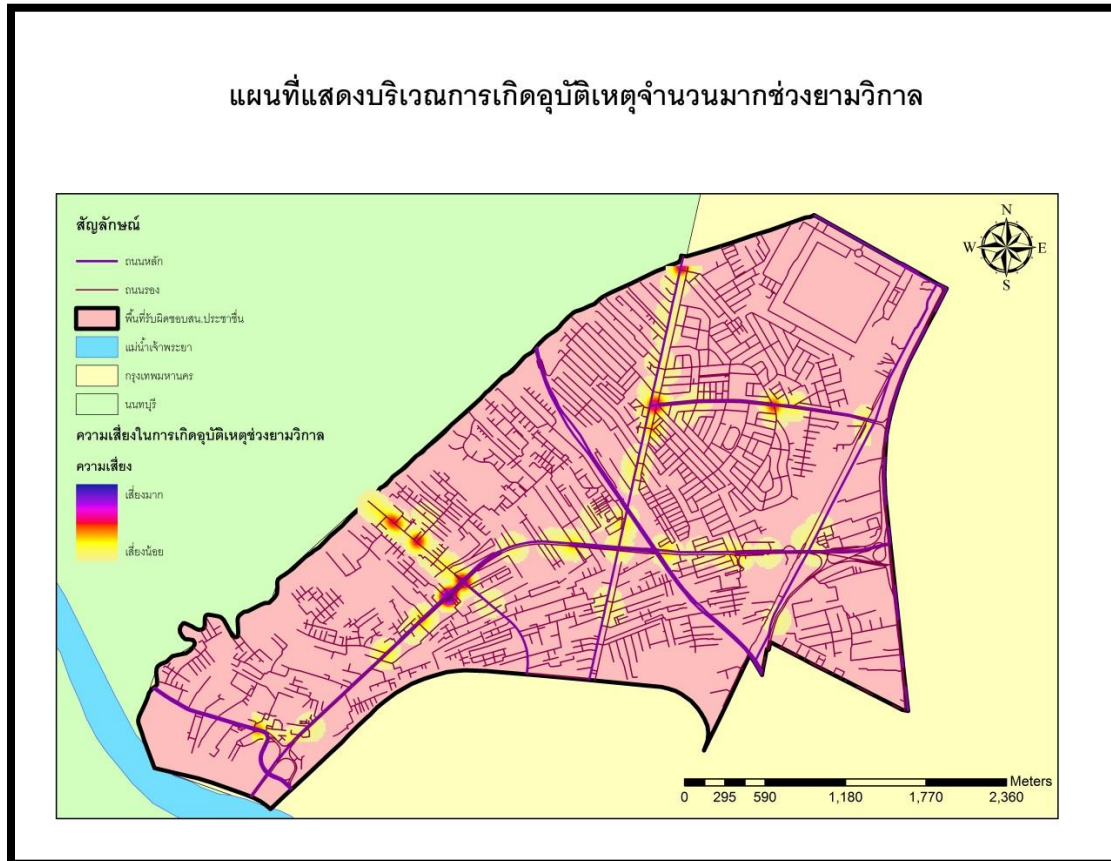 แผนที่แสดงบริเวณการเกิดอุบัติเหตุจำนวนมากช่วงยามวิกาล
สัญลักษณ์
ถนนหลัก
ถนนรอง
พื้นที่รับผิดชอบสน.ประชาชื่น
แม่น้ำเจ้าพระยา
กรุงเทพมหานคร
นนทบุรี
ความเสี่ยงในการเกิดอุบัติเหตุช่วงยามวิกาล
ความเสี่ยง
เสี่ยงมาก
เสี่ยงน้อย
N
W E
S
Meters
0 295 590 1,180 1,770 2,360